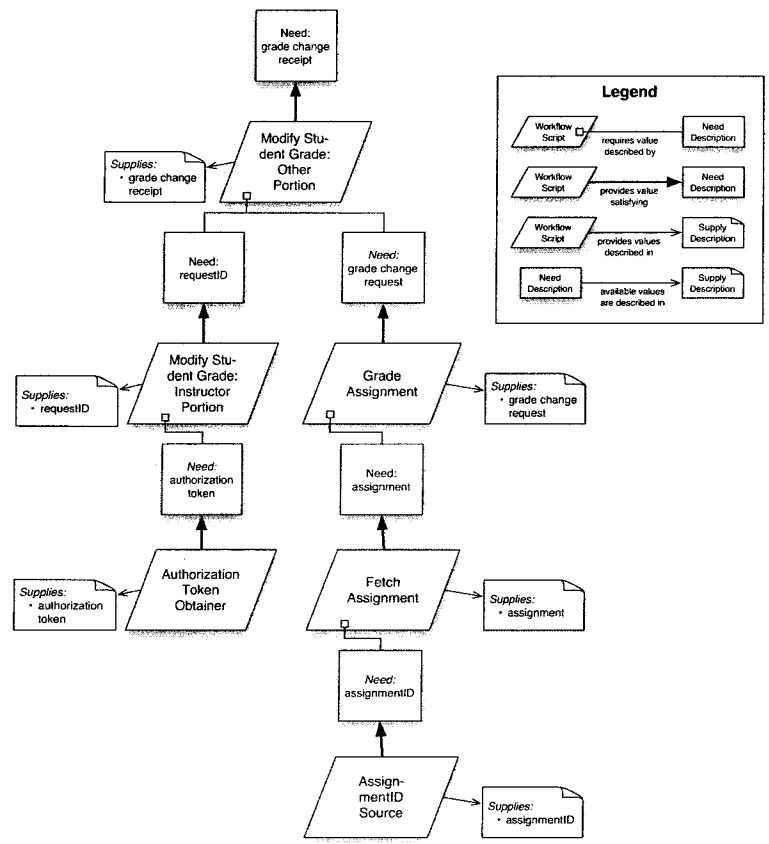 Need:
grade change
receipt
Legend
Workflow
Script
requires value
described by
Need
Description
Workflow
Script
provides value
satisfying
Need
Description
Workflow
Script
provides values
described in
Supply
Description
Need
Description
available values
are described in
Supply
Description
Modify Stu-
dent Grade:
Other
Portion
Supplies:
• grade change
receipt
Need:
requestID
Need:
grade change
request
Modify Stu-
dent Grade:
Instructor
Portion
Supplies:
• requestID
Grade
Assignment
Supplies:
• grade change
request
Need:
authorization
token
Need:
assignment
Authorization
Token
Obtainer
Supplies:
• authorization
token
Fetch
Assignment
Supplies:
• assignment
Need:
assignmentID
Assign-
mentID
Source
Supplies:
• assignmentID